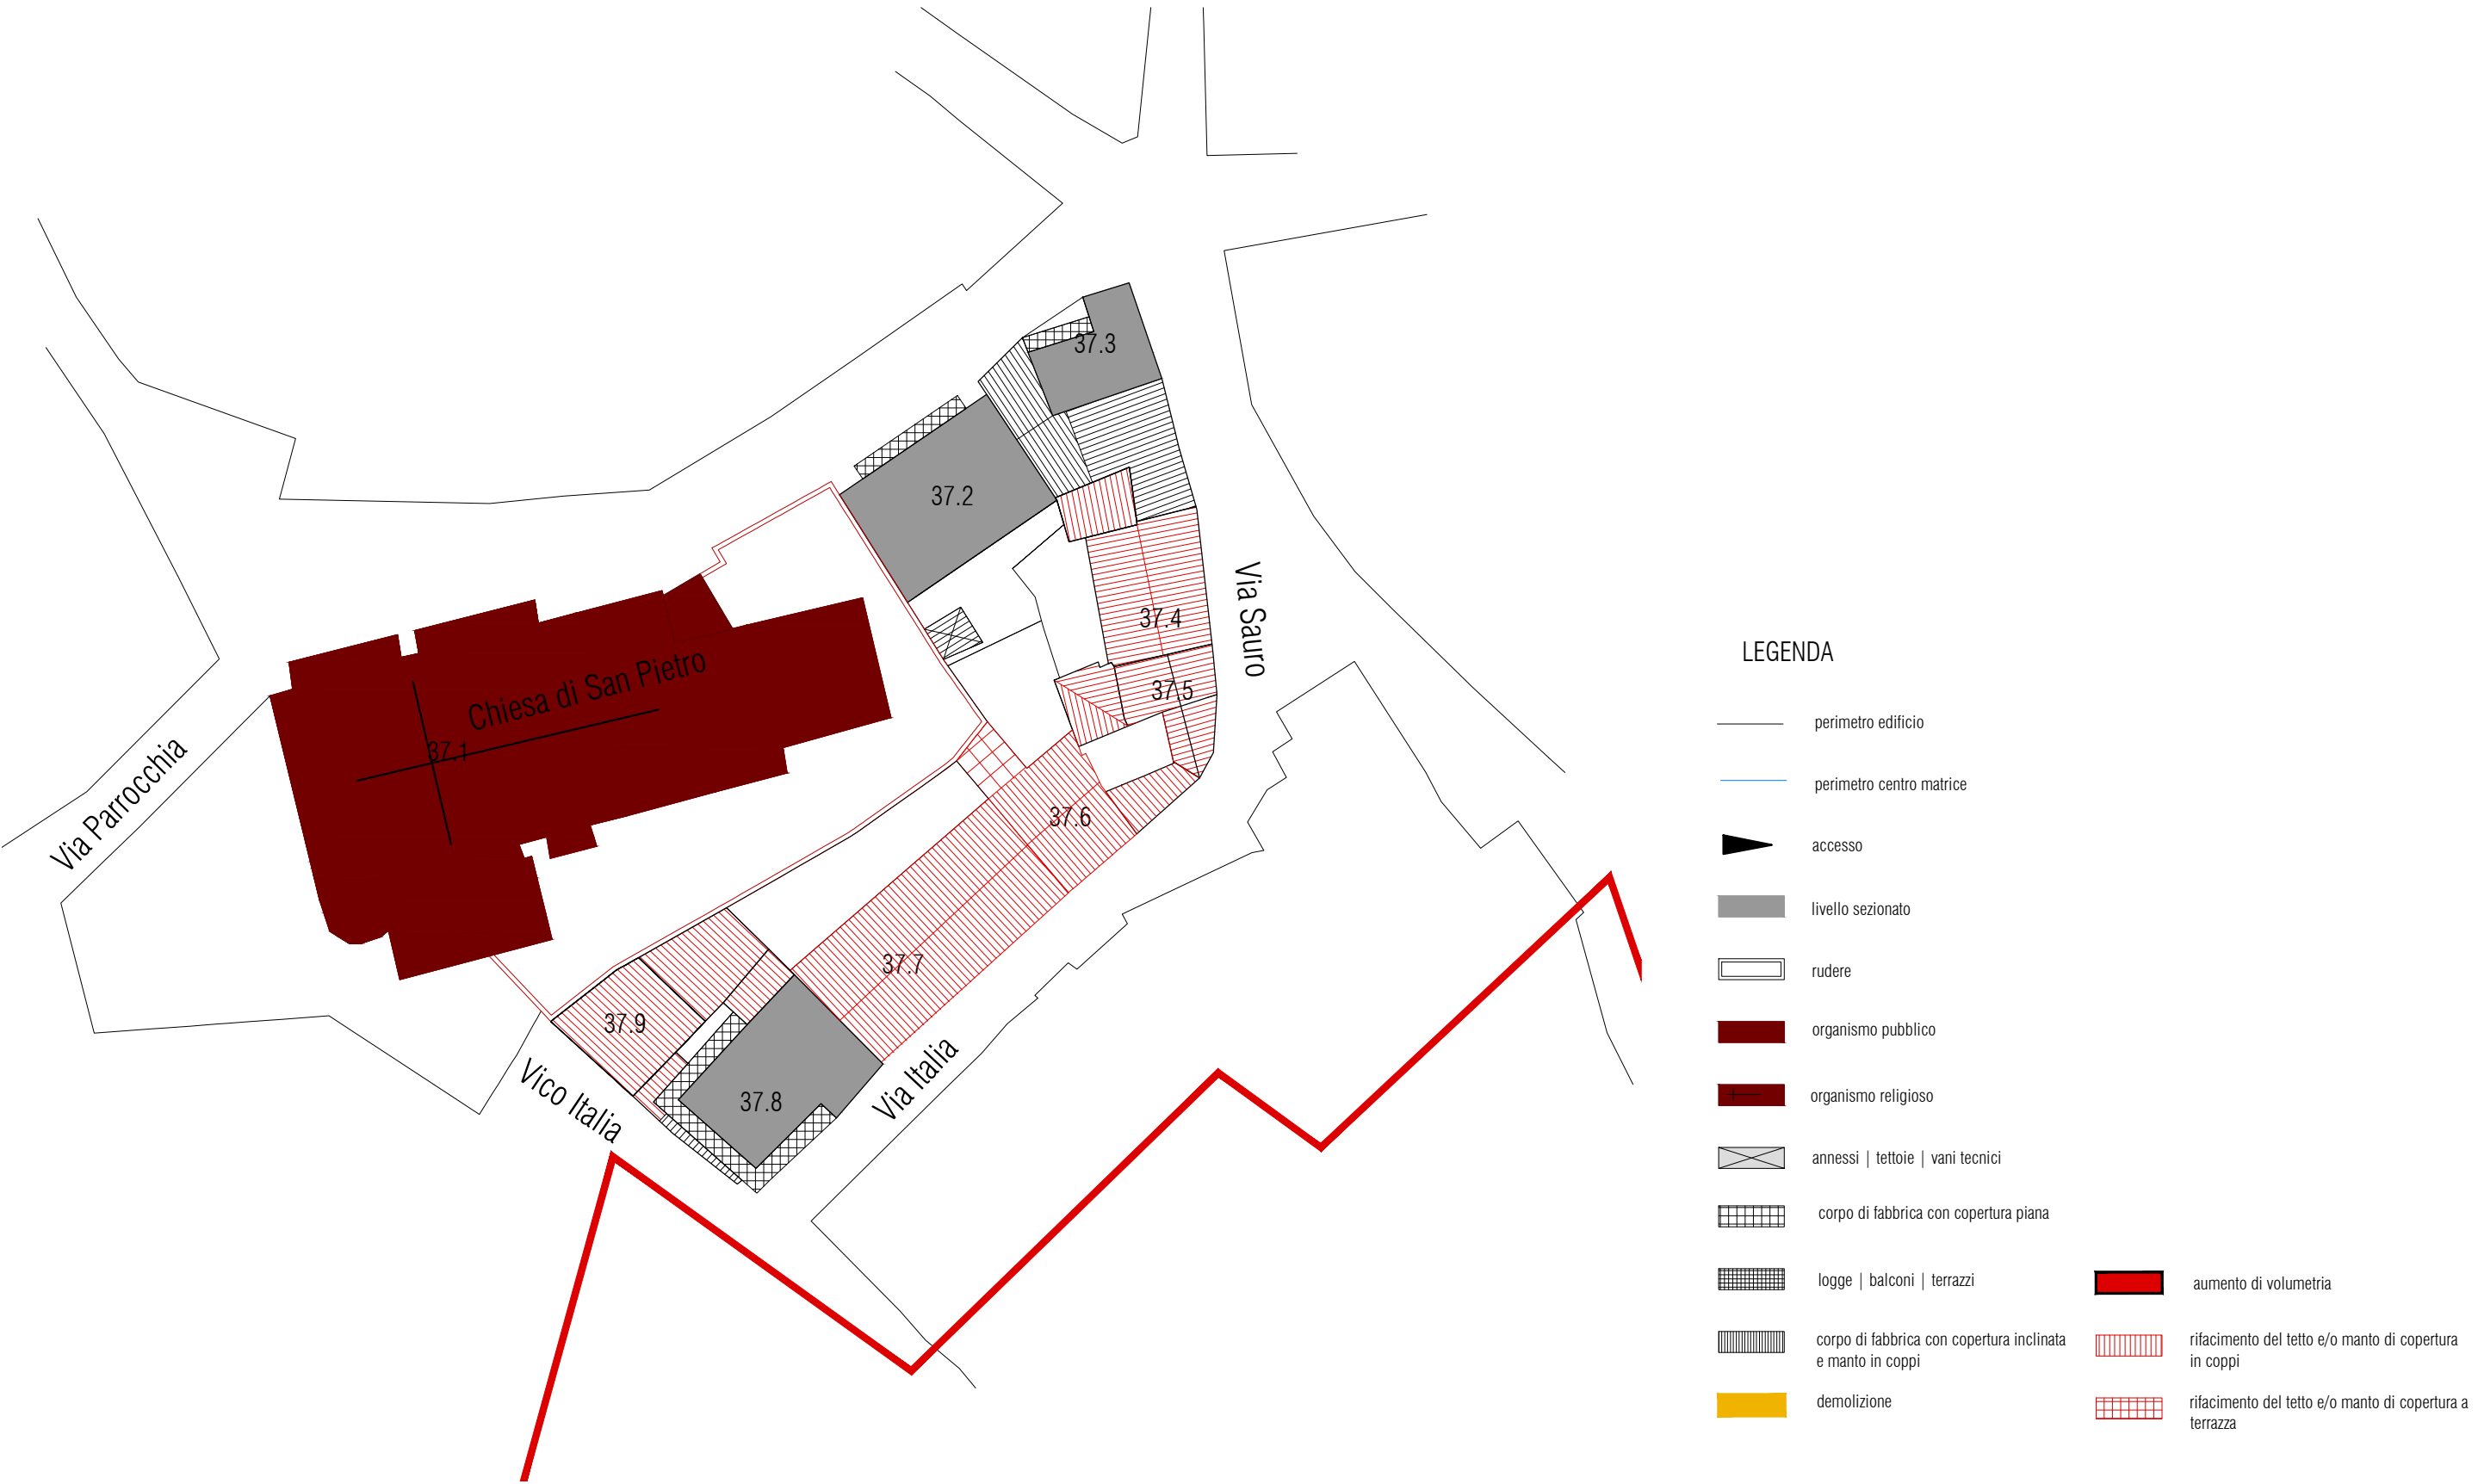 37.3
37.2
Via Sauro
37.4
37.5
Chiesa di San Pietro
37.1
Via Parrocchia
37.6
37.7
37.9
Vico Italia
37.8
Via Italia
LEGENDA
perimetro edificio
perimetro centro matrice
accesso
livello sezionato
rudere
organismo pubblico
organismo religioso
annessi | tettoie | vani tecnici
corpo di fabbrica con copertura piana
logge | balconi | terrazzi
corpo di fabbrica con copertura inclinata
e manto in coppi
demolizione
aumento di volumetria
rifacimento del tetto e/o manto di copertura
in coppi
rifacimento del tetto e/o manto di copertura a
terrazza